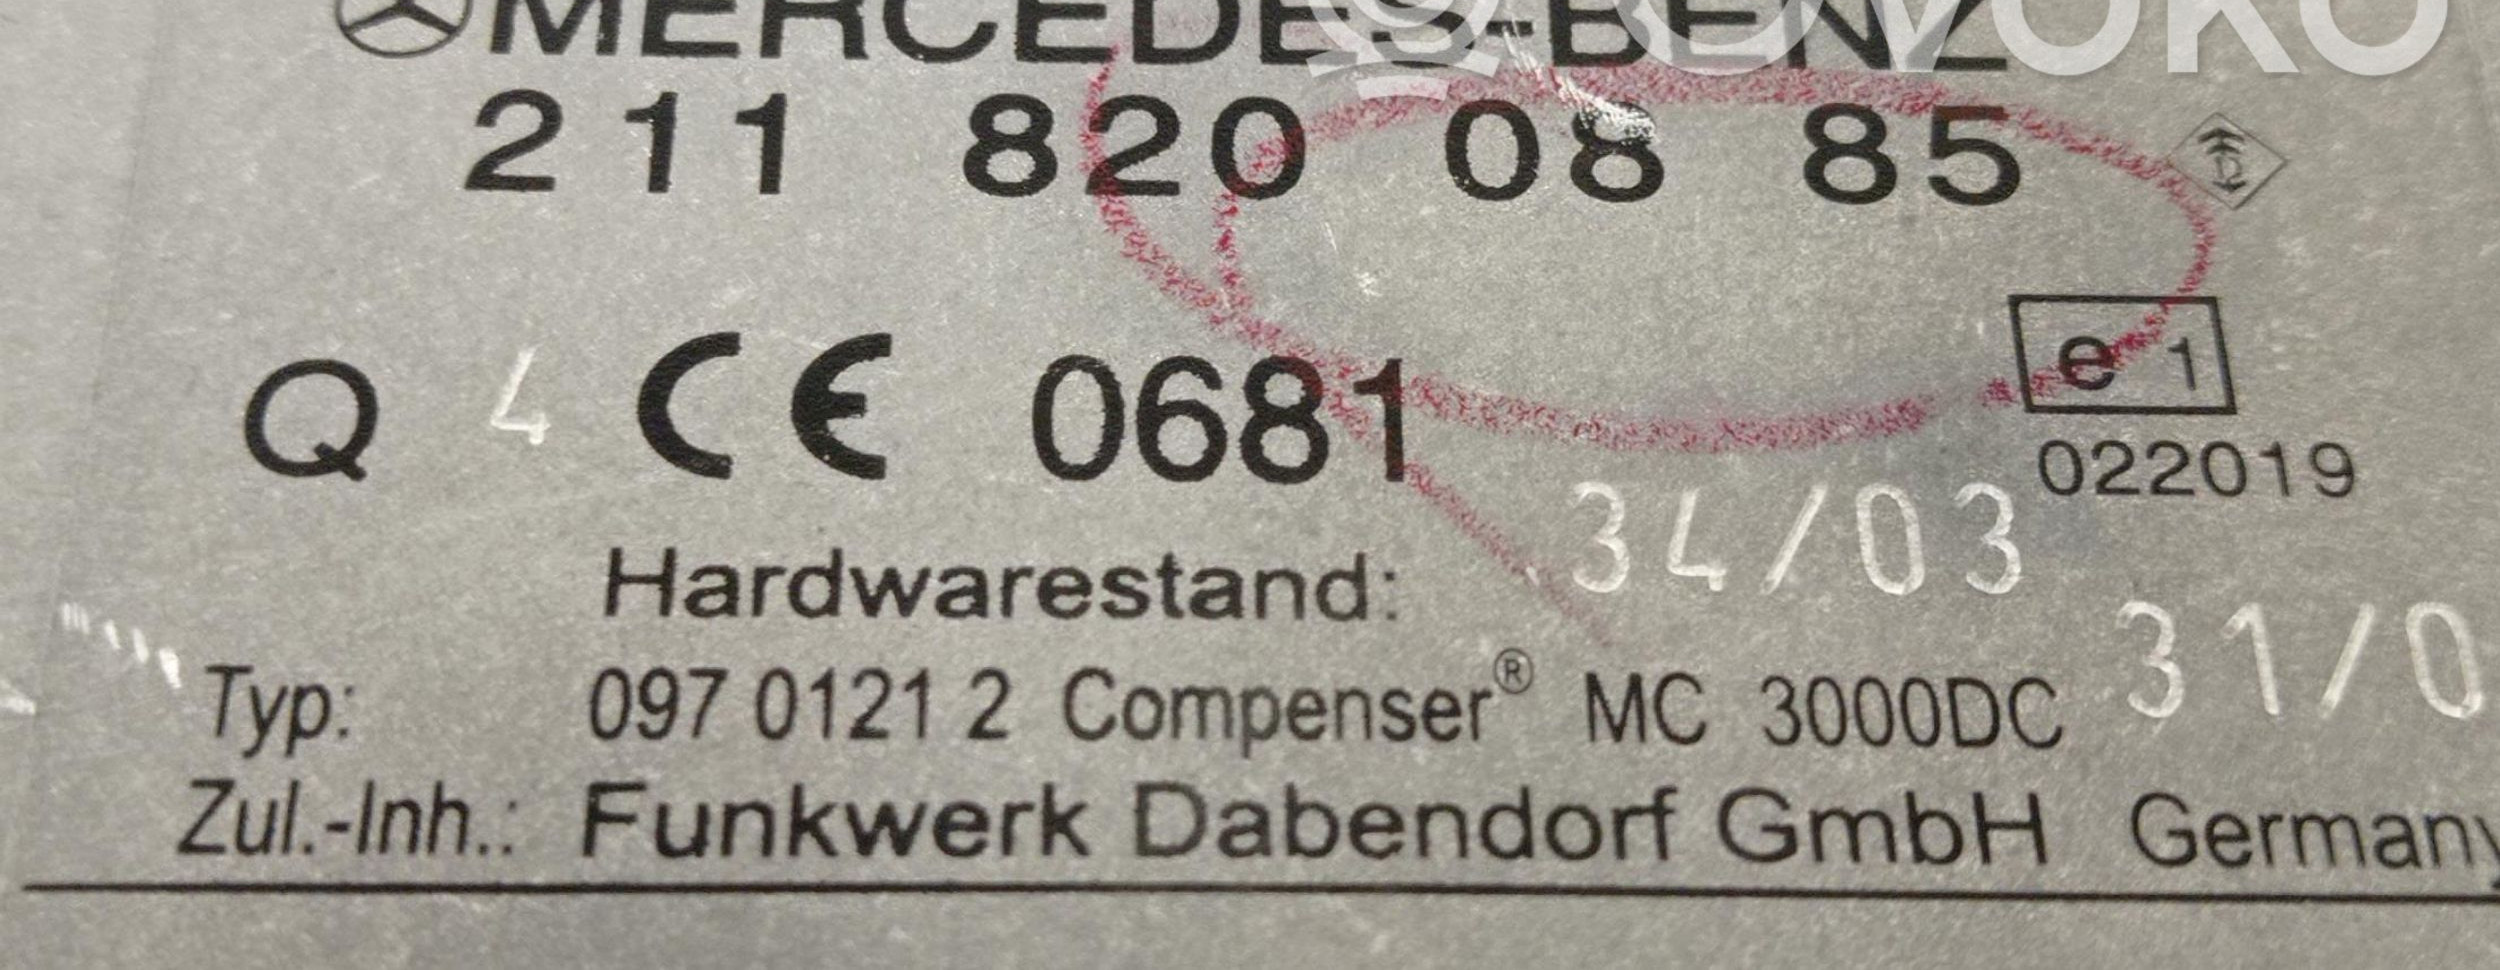 MERCEDES-BENZ
OVOKO
211 820 08 85
Q 4 CE 0681 e 1
022019
Hardwarestand: 34/03
Typ: 097 0121 2 Compenser® MC 3000DC 31/0
Zul.-Inh.: Funkwerk Dabendorf GmbH Germany